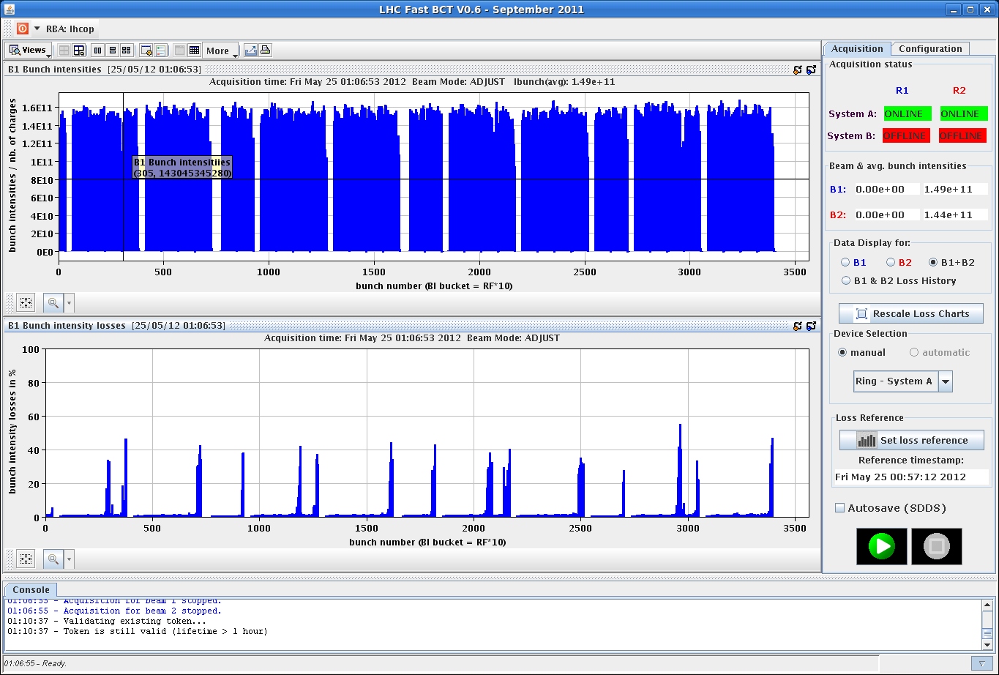 LHC Fast BCT V0.6 - September 2011
RBA: lhcop
Views
More
B1 Bunch intensities [25/05/12 01:06:53]
Acquisition time: Fri May 25 01:06:53 2012 Beam Mode: ADJUST Ibunch(avg): 1.49e+11
bunch intensities / nb. of charges
1.6E11
1.4E11
1.2E11
1E11
8E10
6E10
4E10
2E10
0E0
B1 Bunch intensitiies
(305, 143045345280)
0 500 1000 1500 2000 2500 3000 3500
bunch number (BI bucket = RF*10)
B1 Bunch intensity losses [25/05/12 01:06:53]
Acquisition time: Fri May 25 01:06:53 2012 Beam Mode: ADJUST
bunch intensity losses in %
100
80
60
40
20
0
0 500 1000 1500 2000 2500 3000 3500
bunch number (BI bucket = RF*10)
Acquisition Configuration
Acquisition status
R1 R2
System A: ONLINE ONLINE
System B: OFFLINE OFFLINE
Beam & avg. bunch intensities
B1: 0.00e+00 1.49e+11
B2: 0.00e+00 1.44e+11
Data Display for:
B1 B2 B1+B2
B1 & B2 Loss History
Rescale Loss Charts
Device Selection
manual automatic
Ring - System A
Loss Reference
Set loss reference
Reference timestamp:
Fri May 25 00:57:12 2012
Autosave (SDDS)
Console
01:06:55 - Acquisition for beam 1 stopped.
01:06:55 - Acquisition for beam 2 stopped.
01:10:37 - Validating existing token...
01:10:37 - Token is still valid (lifetime > 1 hour)
01:06:55 - Ready.